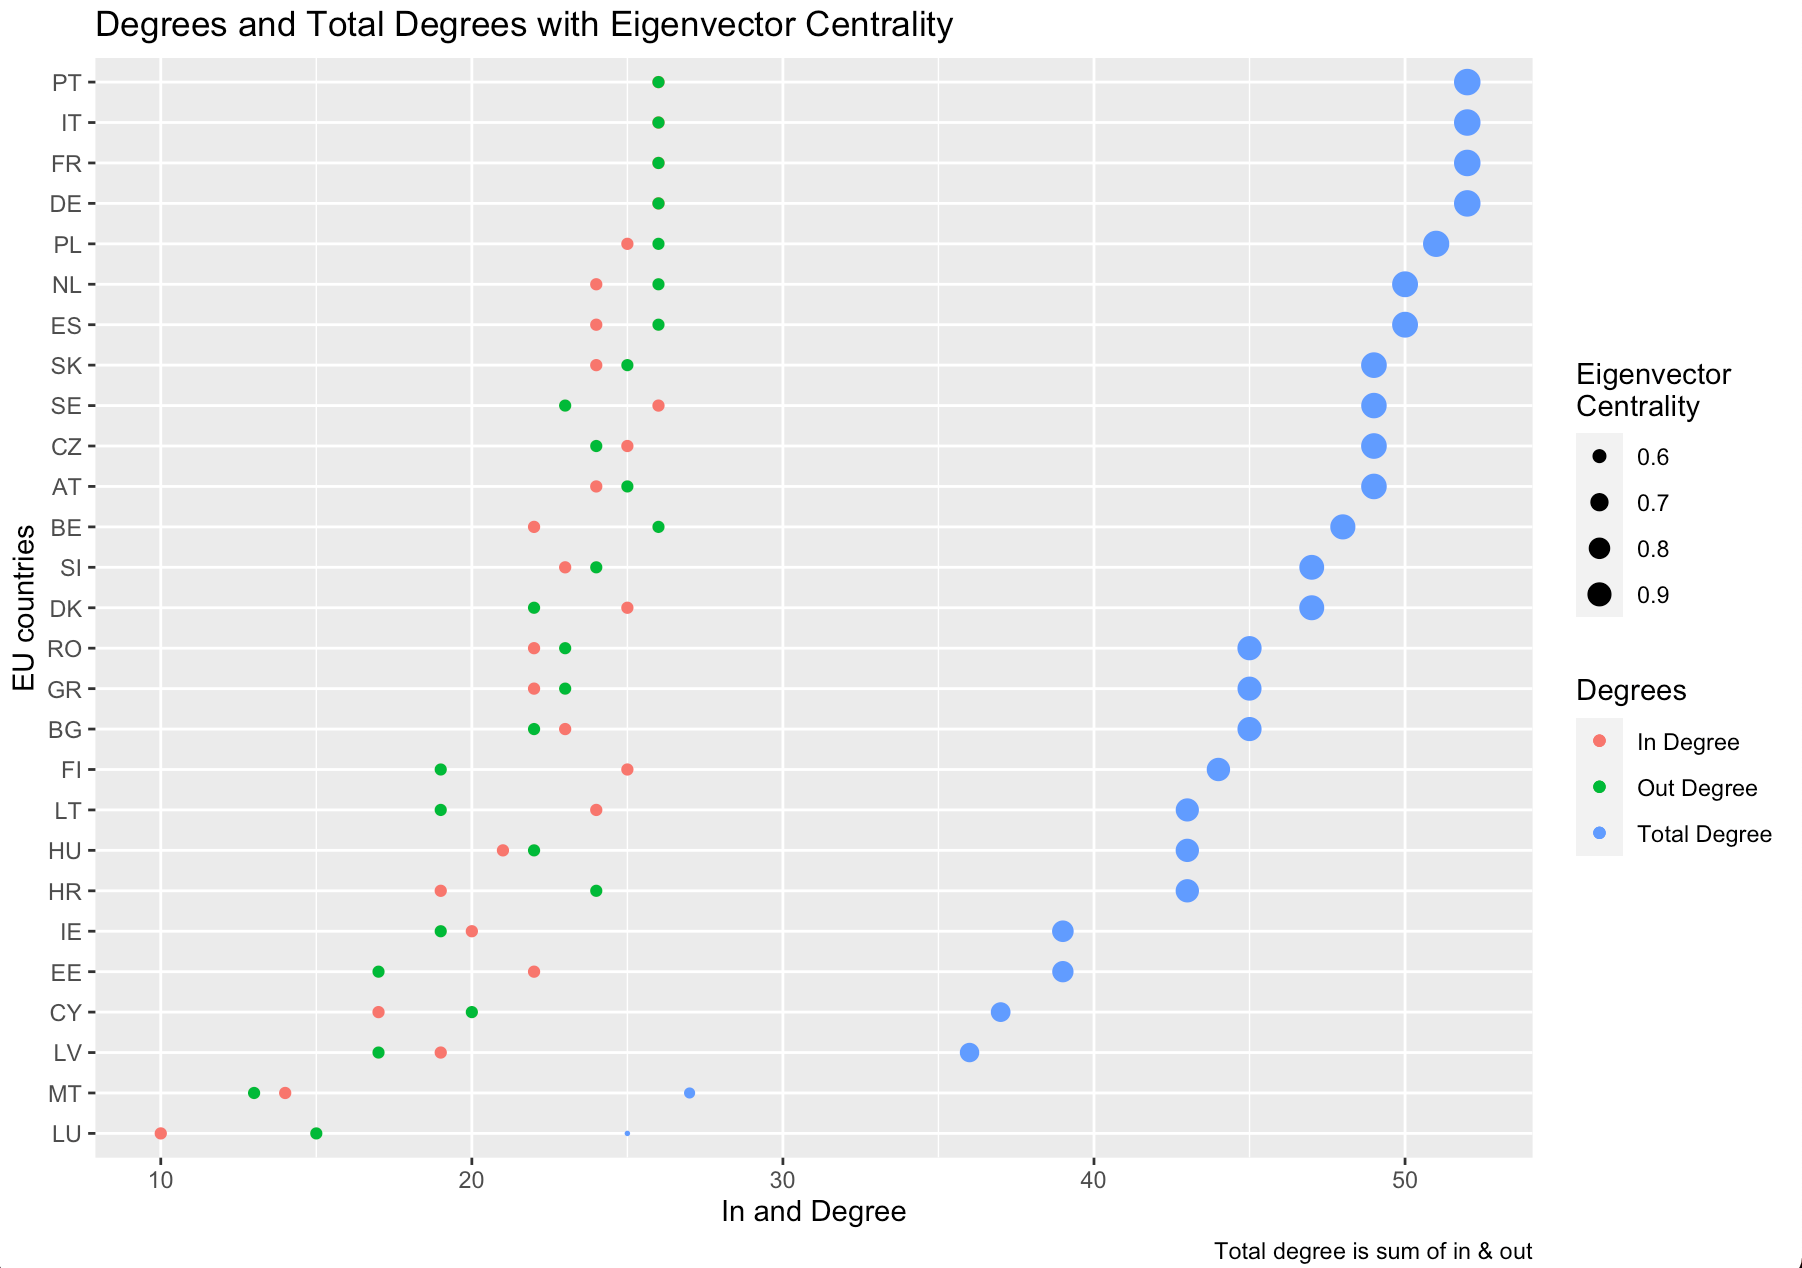 Degrees and Total Degrees with Eigenvector Centrality
EU countries
PT
IT
FR
DE
PL
NL
ES
SK
SE
CZ
AT
BE
SI
DK
RO
GR
BG
FI
LT
HU
HR
IE
EE
CY
LV
MT
LU
10 20 30 40 50
In and Degree
Total degree is sum of in & out
Eigenvector
Centrality
0.6
0.7
0.8
0.9
Degrees
In Degree
Out Degree
Total Degree